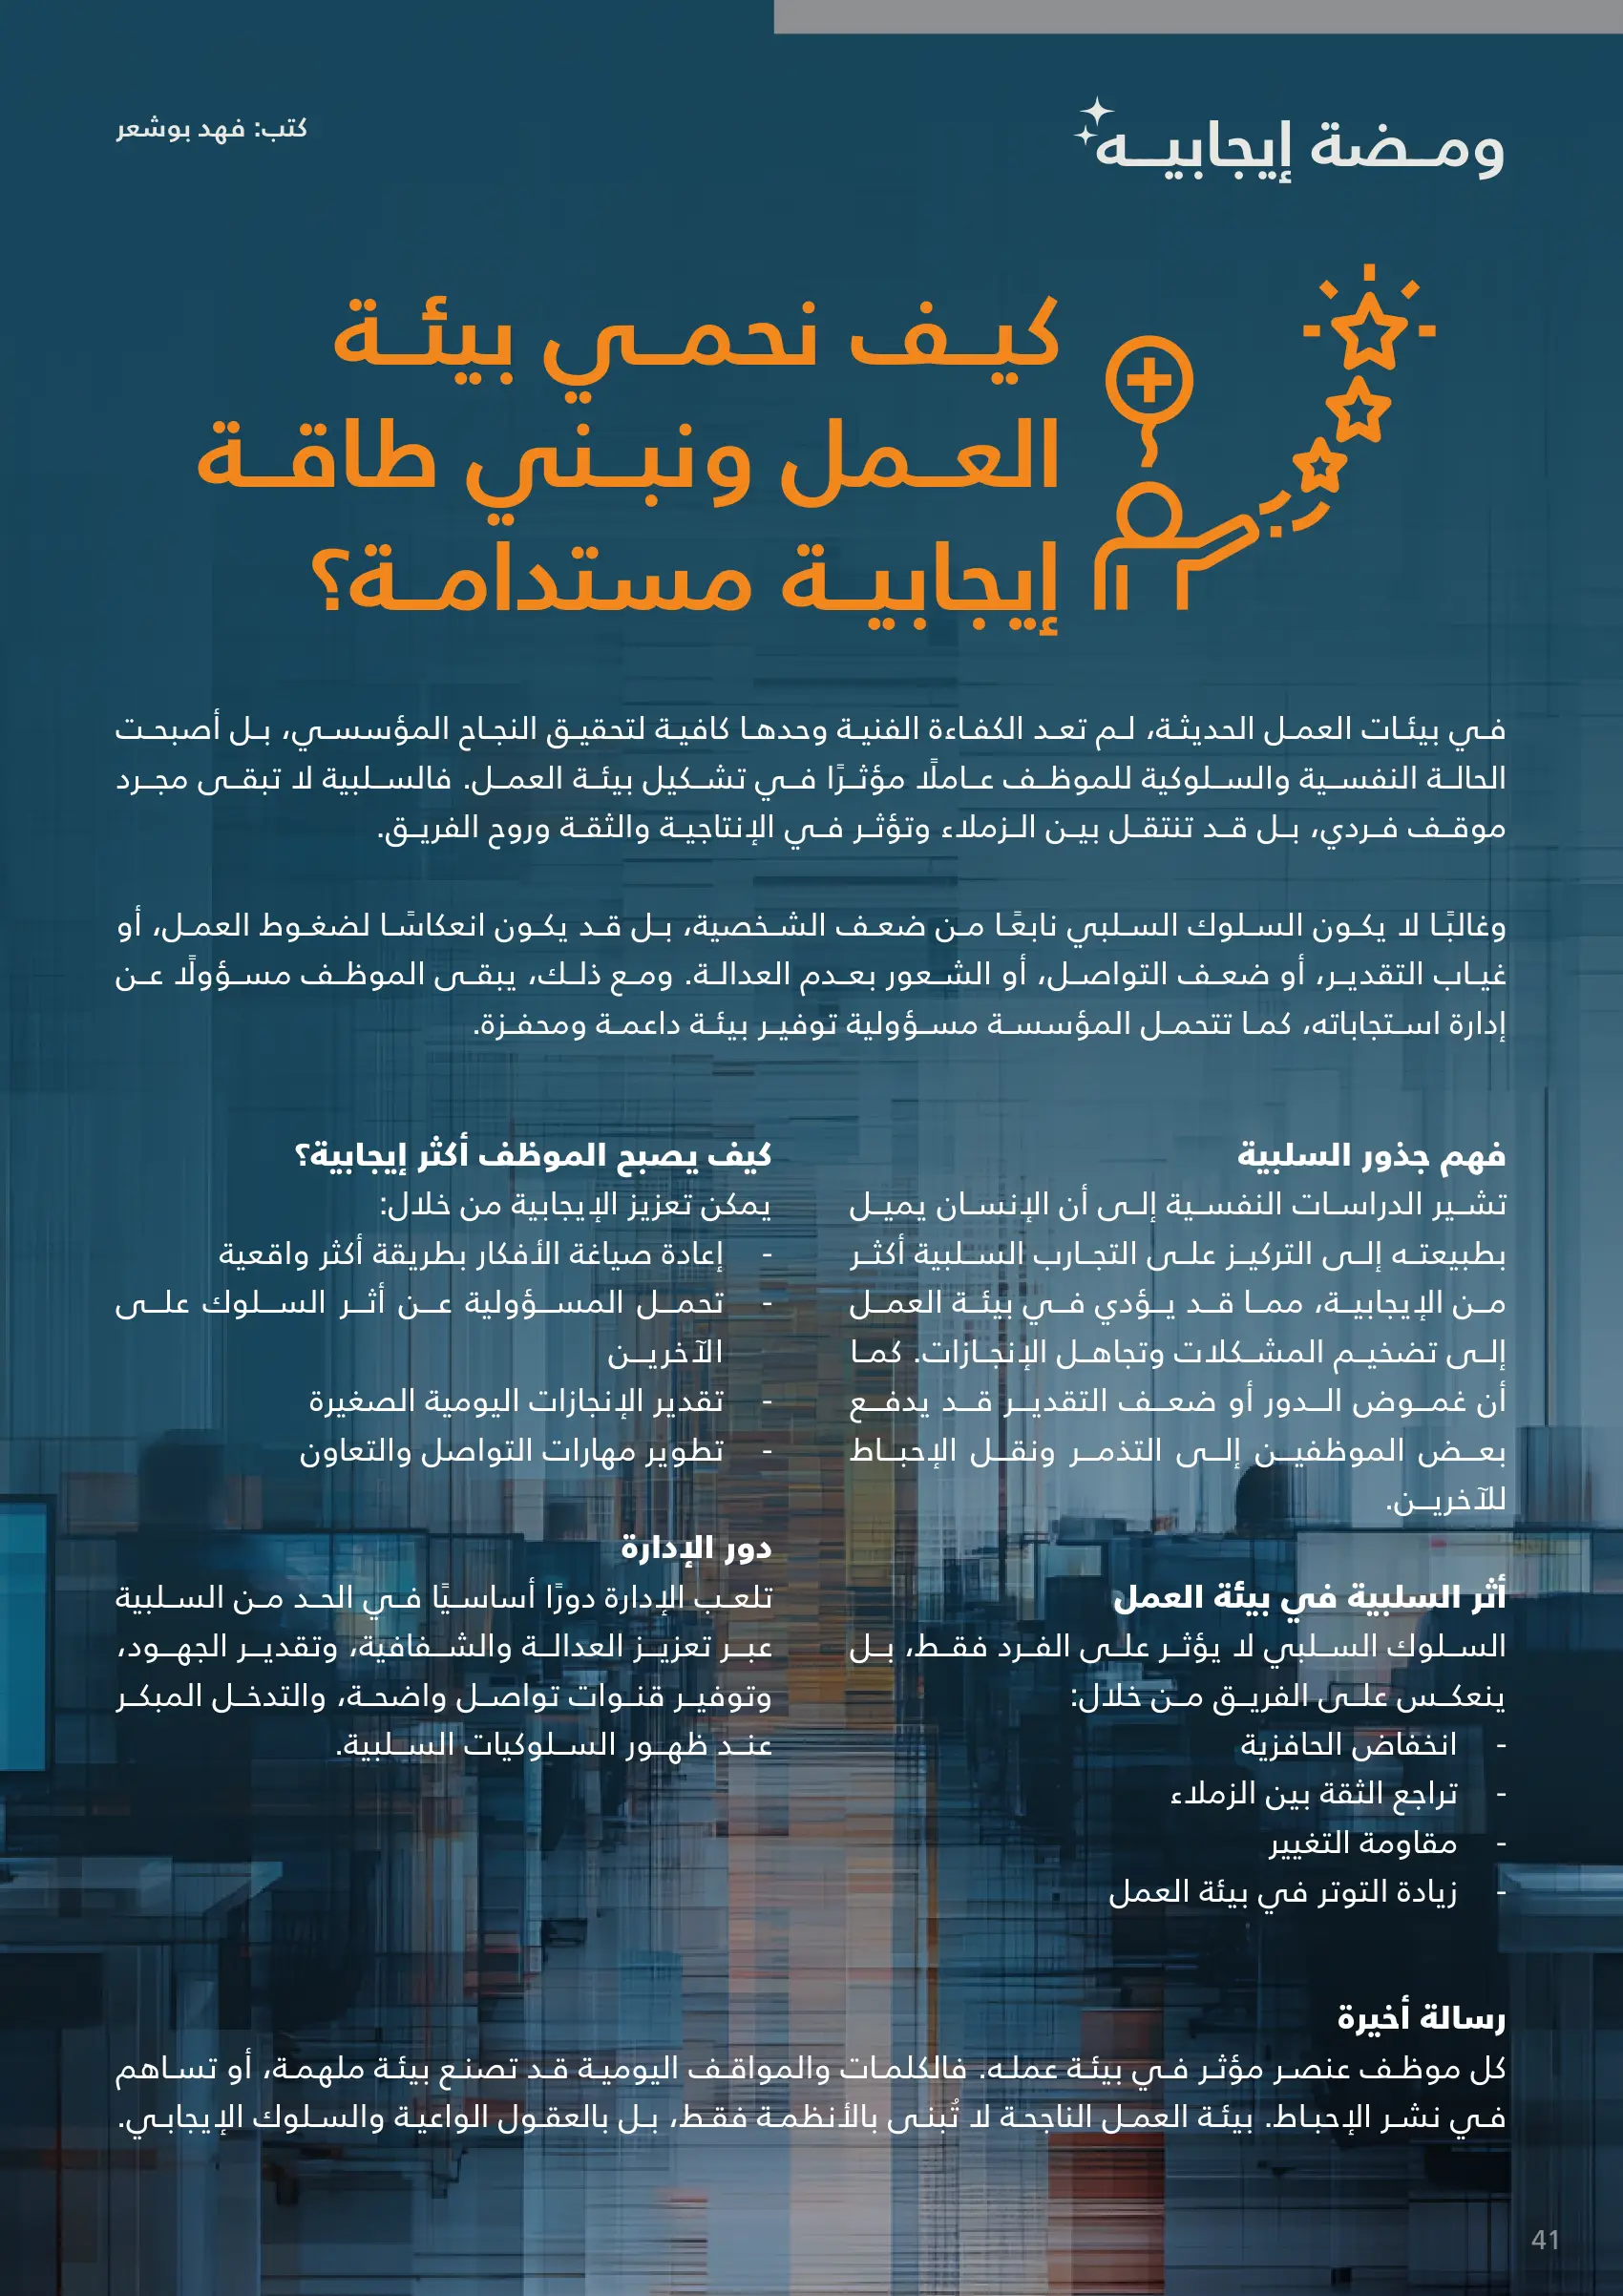 ومضة إيجابيه
كتب: فهد بوشعر
كيف نحمي بيئة
العمل ونبني طاقة
إيجابية مستدامة؟
في بيئات العمل الحديثة، لم تعد الكفاءة الفنية وحدها كافية لتحقيق النجاح المؤسسي، بل أصبحت
الحالة النفسية والسلوكية للموظف عاملًا مؤثرًا في تشكيل بيئة العمل. فالسلبية لا تبقى مجرد
موقف فردي، بل قد تنتقل بين الزملاء وتؤثر في الإنتاجية والثقة وروح الفريق.
وغالبًا لا يكون السلوك السلبي نابعًا من ضعف الشخصية، بل قد يكون انعكاسًا لضغوط العمل، أو
غياب التقدير، أو ضعف التواصل، أو الشعور بعدم العدالة. ومع ذلك، يبقى الموظف مسؤولًا عن
إدارة استجاباته، كما تتحمل المؤسسة مسؤولية توفير بيئة داعمة ومحفزة.
فهم جذور السلبية
تشير الدراسات النفسية إلى أن الإنسان يميل
بطبيعته إلى التركيز على التجارب السلبية أكثر
من الإيجابية، مما قد يؤدي في بيئة العمل
إلى تضخيم المشكلات وتجاهل الإنجازات. كما
أن غموض الدور أو ضعف التقدير قد يدفع
بعض الموظفين إلى التذمر ونقل الإحباط
للآخرين.
أثر السلبية في بيئة العمل
السلوك السلبي لا يؤثر على الفرد فقط، بل
ينعكس على الفريق من خلال:
- انخفاض الحافزية
- تراجع الثقة بين الزملاء
- مقاومة التغيير
- زيادة التوتر في بيئة العمل
كيف يصبح الموظف أكثر إيجابية؟
يمكن تعزيز الإيجابية من خلال:
- إعادة صياغة الأفكار بطريقة أكثر واقعية
- تحمل المسؤولية عن أثر السلوك على
الآخرين
- تقدير الإنجازات اليومية الصغيرة
- تطوير مهارات التواصل والتعاون
دور الإدارة
تلعب الإدارة دورًا أساسيًا في الحد من السلبية
عبر تعزيز العدالة والشفافية، وتقدير الجهود،
وتوفير قنوات تواصل واضحة، والتدخل المبكر
عند ظهور السلوكيات السلبية.
رسالة أخيرة
كل موظف عنصر مؤثر في بيئة عمله. فالكلمات والمواقف اليومية قد تصنع بيئة ملهمة، أو تساهم
في نشر الإحباط. بيئة العمل الناجحة لا تُبنى بالأنظمة فقط، بل بالعقول الواعية والسلوك الإيجابي.
41